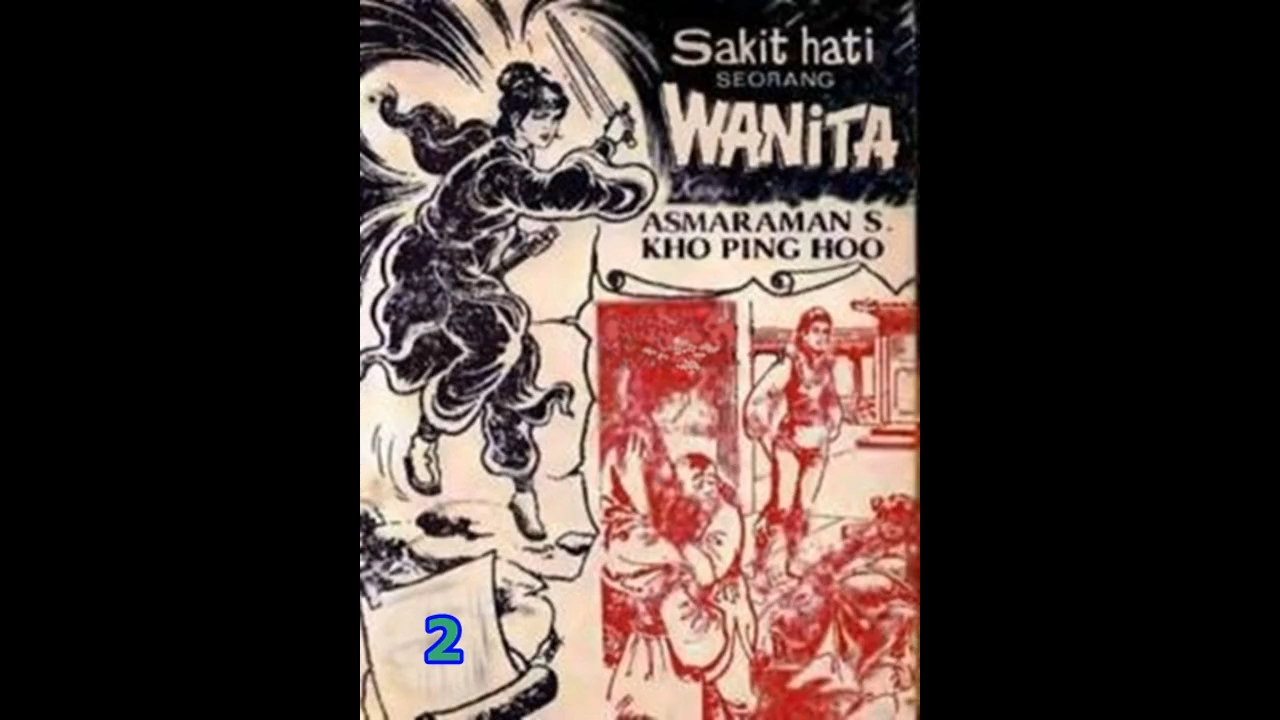 Sakit hati
SEORANG
WANiTA
ASMARAMAN S.
KHO PING HOO
2